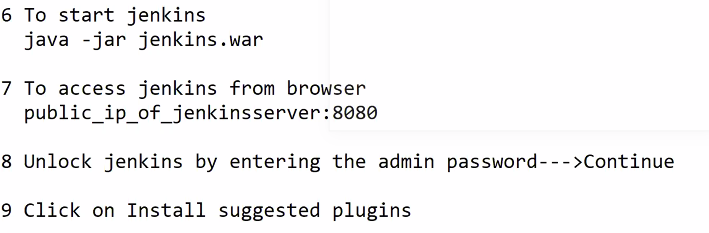 6 To start jenkins
java -jar jenkins.war
7 To access jenkins from browser
public_ip_of_jenkinsserver:8080
8 Unlock jenkins by entering the admin password--->Continue
9 Click on Install suggested plugins